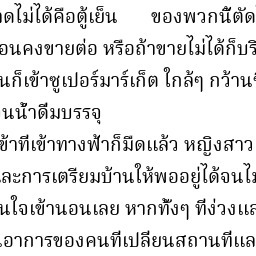 ดไม่ได้คือตู้เย็น ของพวกนี้ตัด
อนคงขายต่อ หรือถ้าขายไม่ได้ก็บริ
นก็เข้าซูเปอร์มาร์เก็ต ใกล้ๆ กว้าน
นน้ำดื่มบรรจุ
ข้าที่เข้าทางฟ้าก็มืดแล้ว หญิงสาว
ละการเตรียมบ้านให้พออยู่ได้จนไม
นใจเข้านอนเลย หากทั้งๆ ที่ง่วงแล
นอาการของคนที่เปลี่ยนสถานที่แล